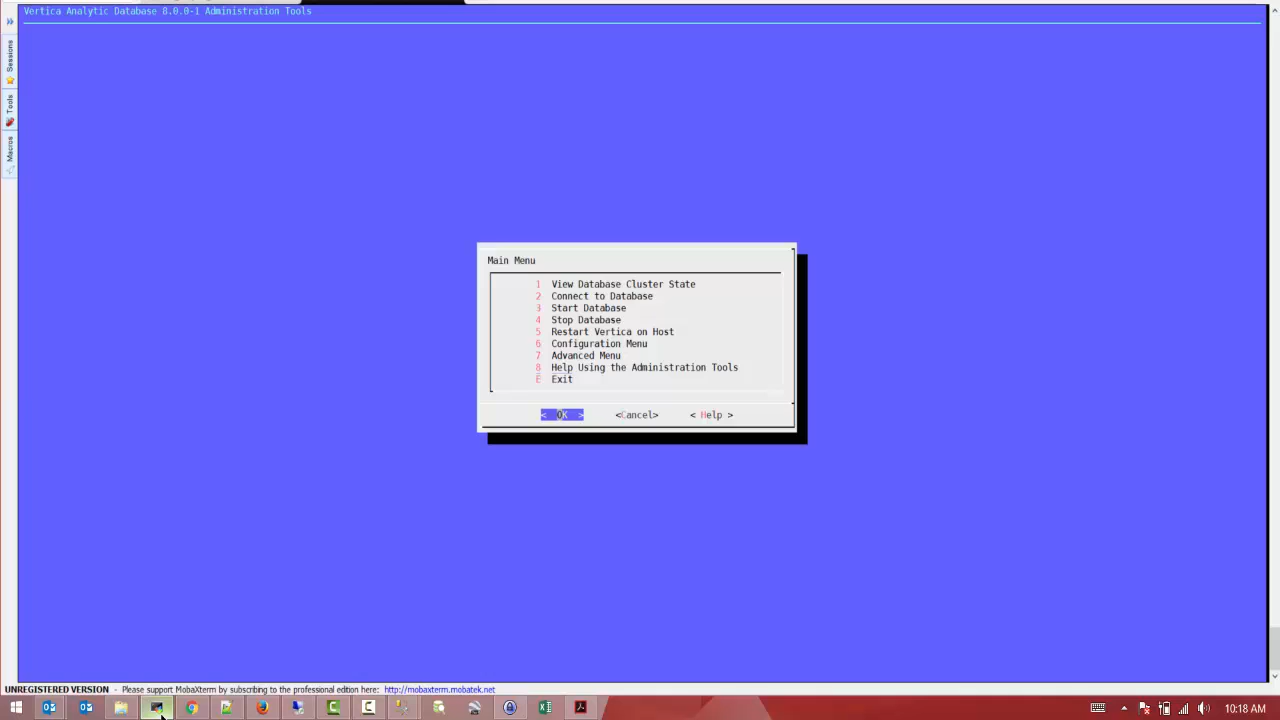 Vertica Analytic Database 8.0.0-1 Administration Tools
Sessions
Tools
Macros
Main Menu
1 View Database Cluster State
2 Connect to Database
3 Start Database
4 Stop Database
5 Restart Vertica on Host
6 Configuration Menu
7 Advanced Menu
8 Help Using the Administration Tools
E Exit
< OK > <Cancel> < Help >
UNREGISTERED VERSION - Please support MobaXterm by subscribing to the professional edition here: http://mobaxterm.mobatek.net
10:18 AM